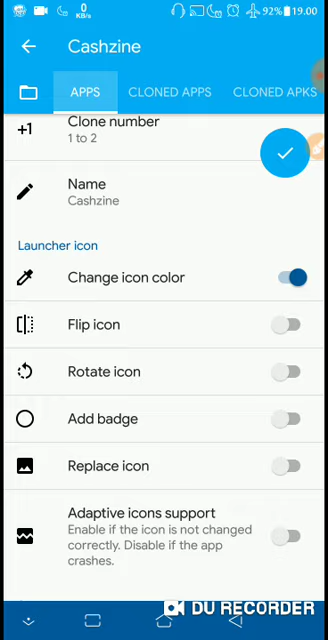 0
KB/s
92% 19.00
Cashzine
APPS
CLONED APPS
CLONED APKS
+1
Clone number
1 to 2
Name
Cashzine
Launcher icon
Change icon color
Flip icon
Rotate icon
Add badge
Replace icon
Adaptive icons support
Enable if the icon is not changed
correctly. Disable if the app
crashes.
DU RECORDER